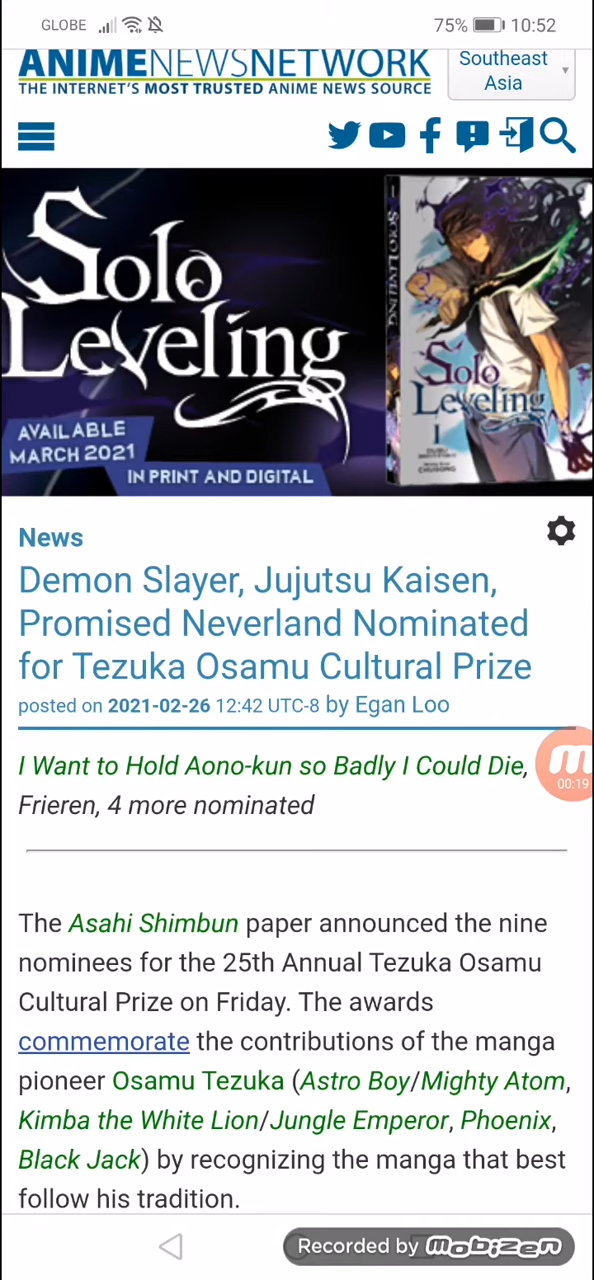 GLOBE 75% 10:52
ANIMENEWSNETWORK
THE INTERNET'S MOST TRUSTED ANIME NEWS SOURCE
Southeast
Asia
Solo
Leveling
AVAILABLE
MARCH 2021
IN PRINT AND DIGITAL
SOLO LEVELING
Solo
Leveling
1
CHUGONG
News
Demon Slayer, Jujutsu Kaisen,
Promised Neverland Nominated
for Tezuka Osamu Cultural Prize
posted on 2021-02-26 12:42 UTC-8 by Egan Loo
I Want to Hold Aono-kun so Badly I Could Die,
Frieren, 4 more nominated
00:19
The Asahi Shimbun paper announced the nine
nominees for the 25th Annual Tezuka Osamu
Cultural Prize on Friday. The awards
commemorate the contributions of the manga
pioneer Osamu Tezuka (Astro Boy/Mighty Atom,
Kimba the White Lion/Jungle Emperor, Phoenix,
Black Jack) by recognizing the manga that best
follow his tradition.
Recorded by mobizen